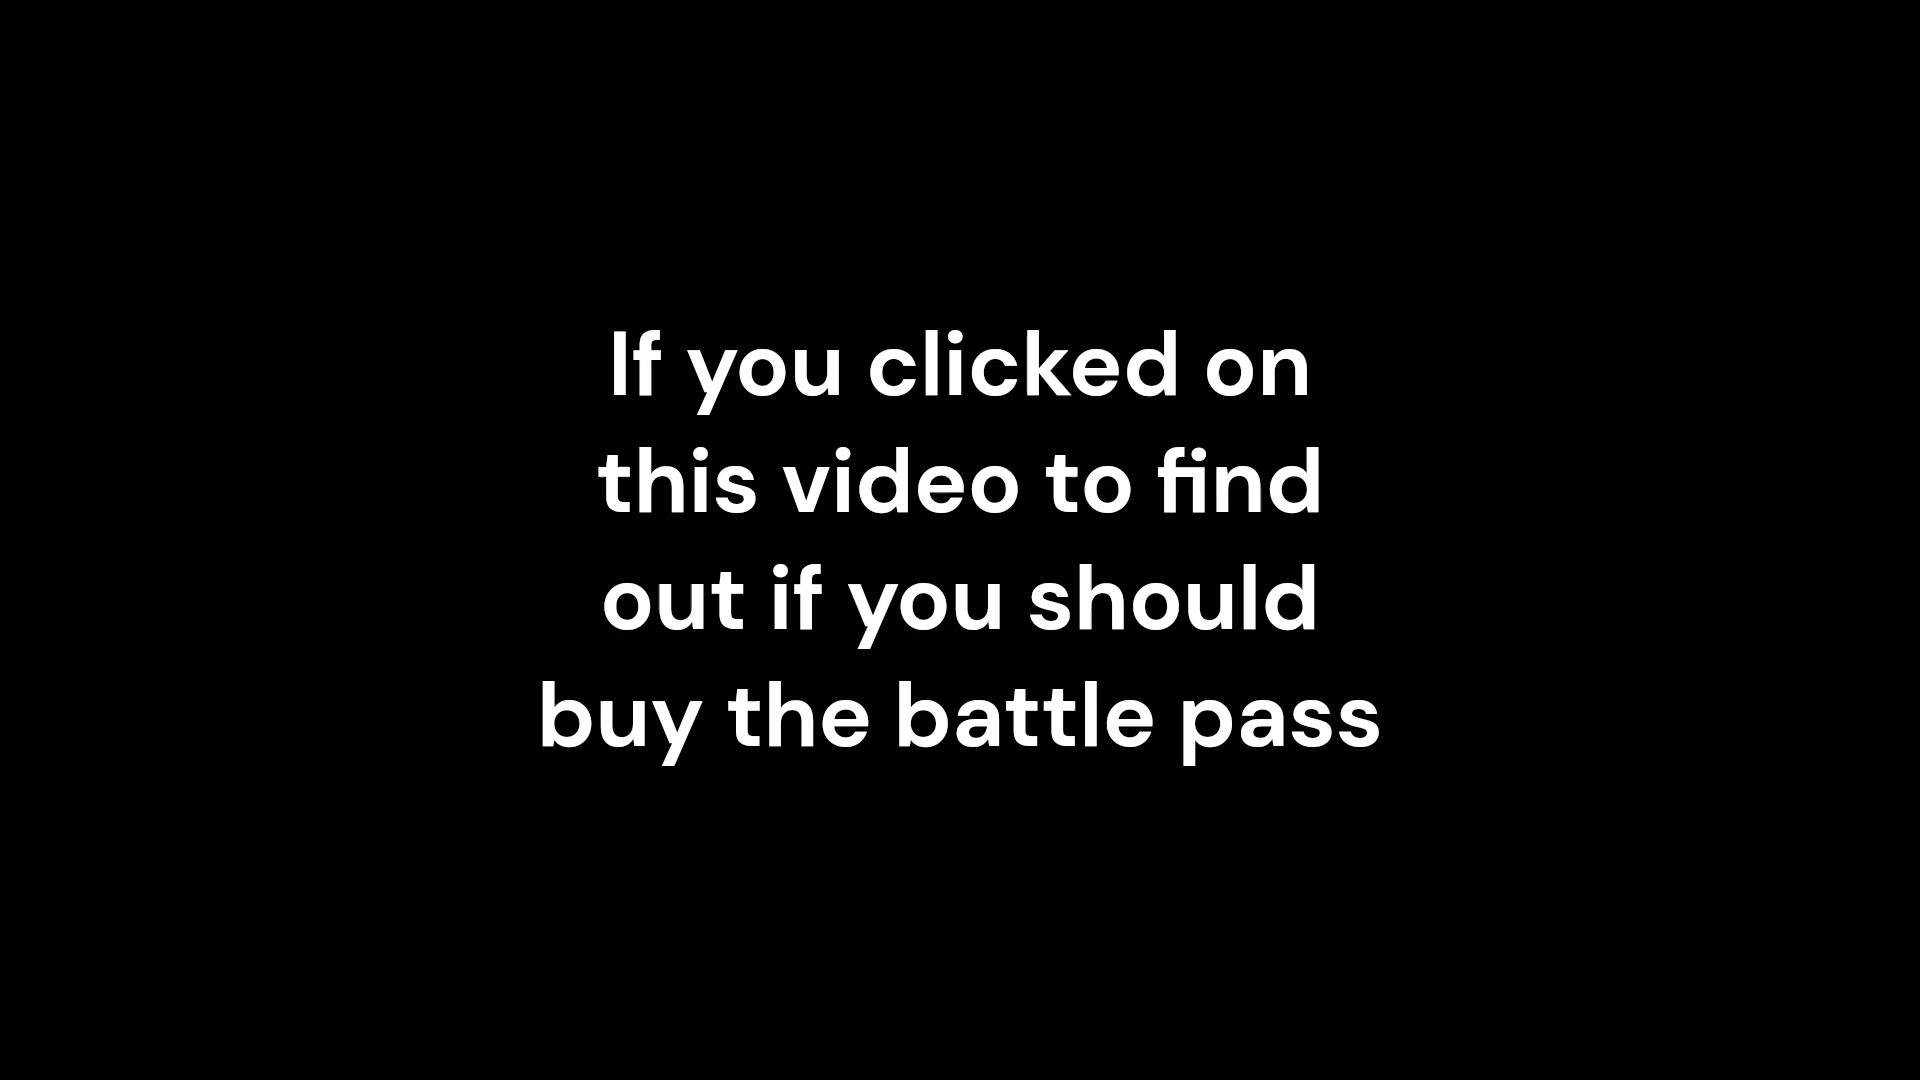 If you clicked on
this video to find
out if you should
buy the battle pass